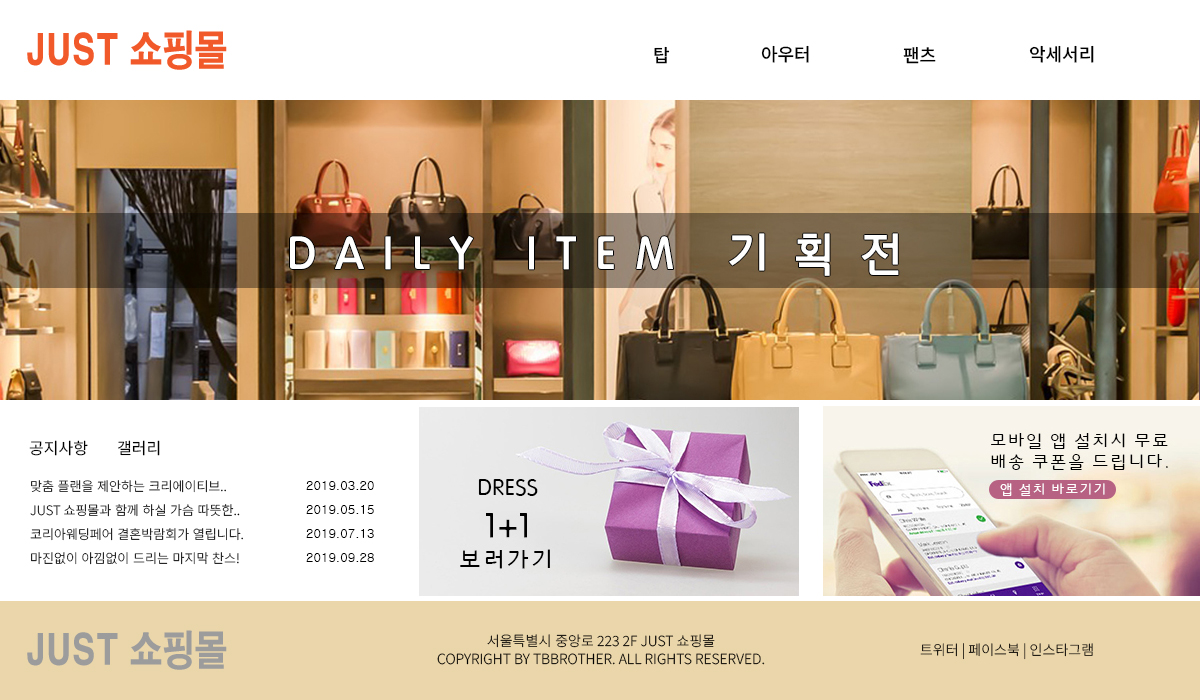 JUST 쇼핑몰
탑 아우터 팬츠 악세서리
DAILY ITEM 기획전
공지사항 갤러리
맞춤 플랜을 제안하는 크리에이티브.. 2019.03.20
JUST 쇼핑몰과 함께 하실 가슴 따뜻한.. 2019.05.15
코리아웨딩페어 결혼박람회가 열립니다. 2019.07.13
마진없이 아낌없이 드리는 마지막 찬스! 2019.09.28
DRESS
1+1
보러가기
모바일 앱 설치시 무료
배송 쿠폰을 드립니다.
앱 설치 바로기기
FedEx
JUST 쇼핑몰
서울특별시 중앙로 223 2F JUST 쇼핑몰
COPYRIGHT BY TBBROTHER. ALL RIGHTS RESERVED.
트위터 | 페이스북 | 인스타그램